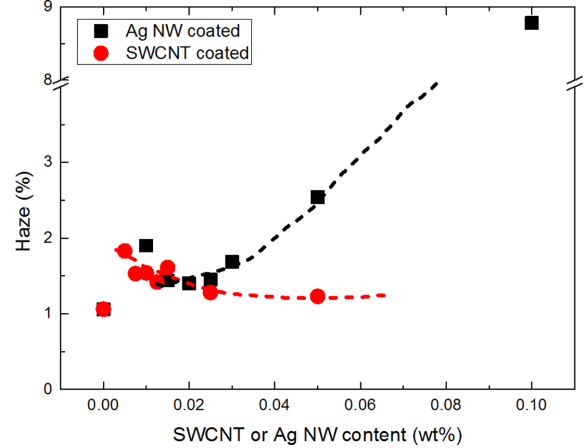 9
Ag NW coated
SWCNT coated
8
3
2
1
0
Haze (%)
0.00 0.02 0.04 0.06 0.08 0.10
SWCNT or Ag NW content (wt%)